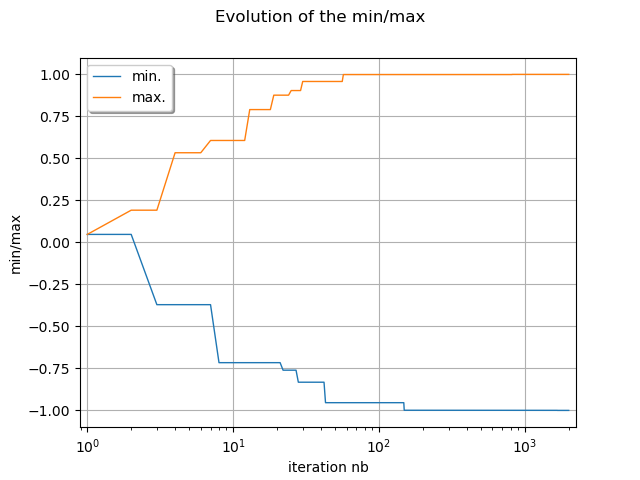 Evolution of the min/max
min.
max.
1.00
0.75
0.50
0.25
0.00
−0.25
−0.50
−0.75
−1.00
min/max
10⁰ 10¹ 10² 10³
iteration nb